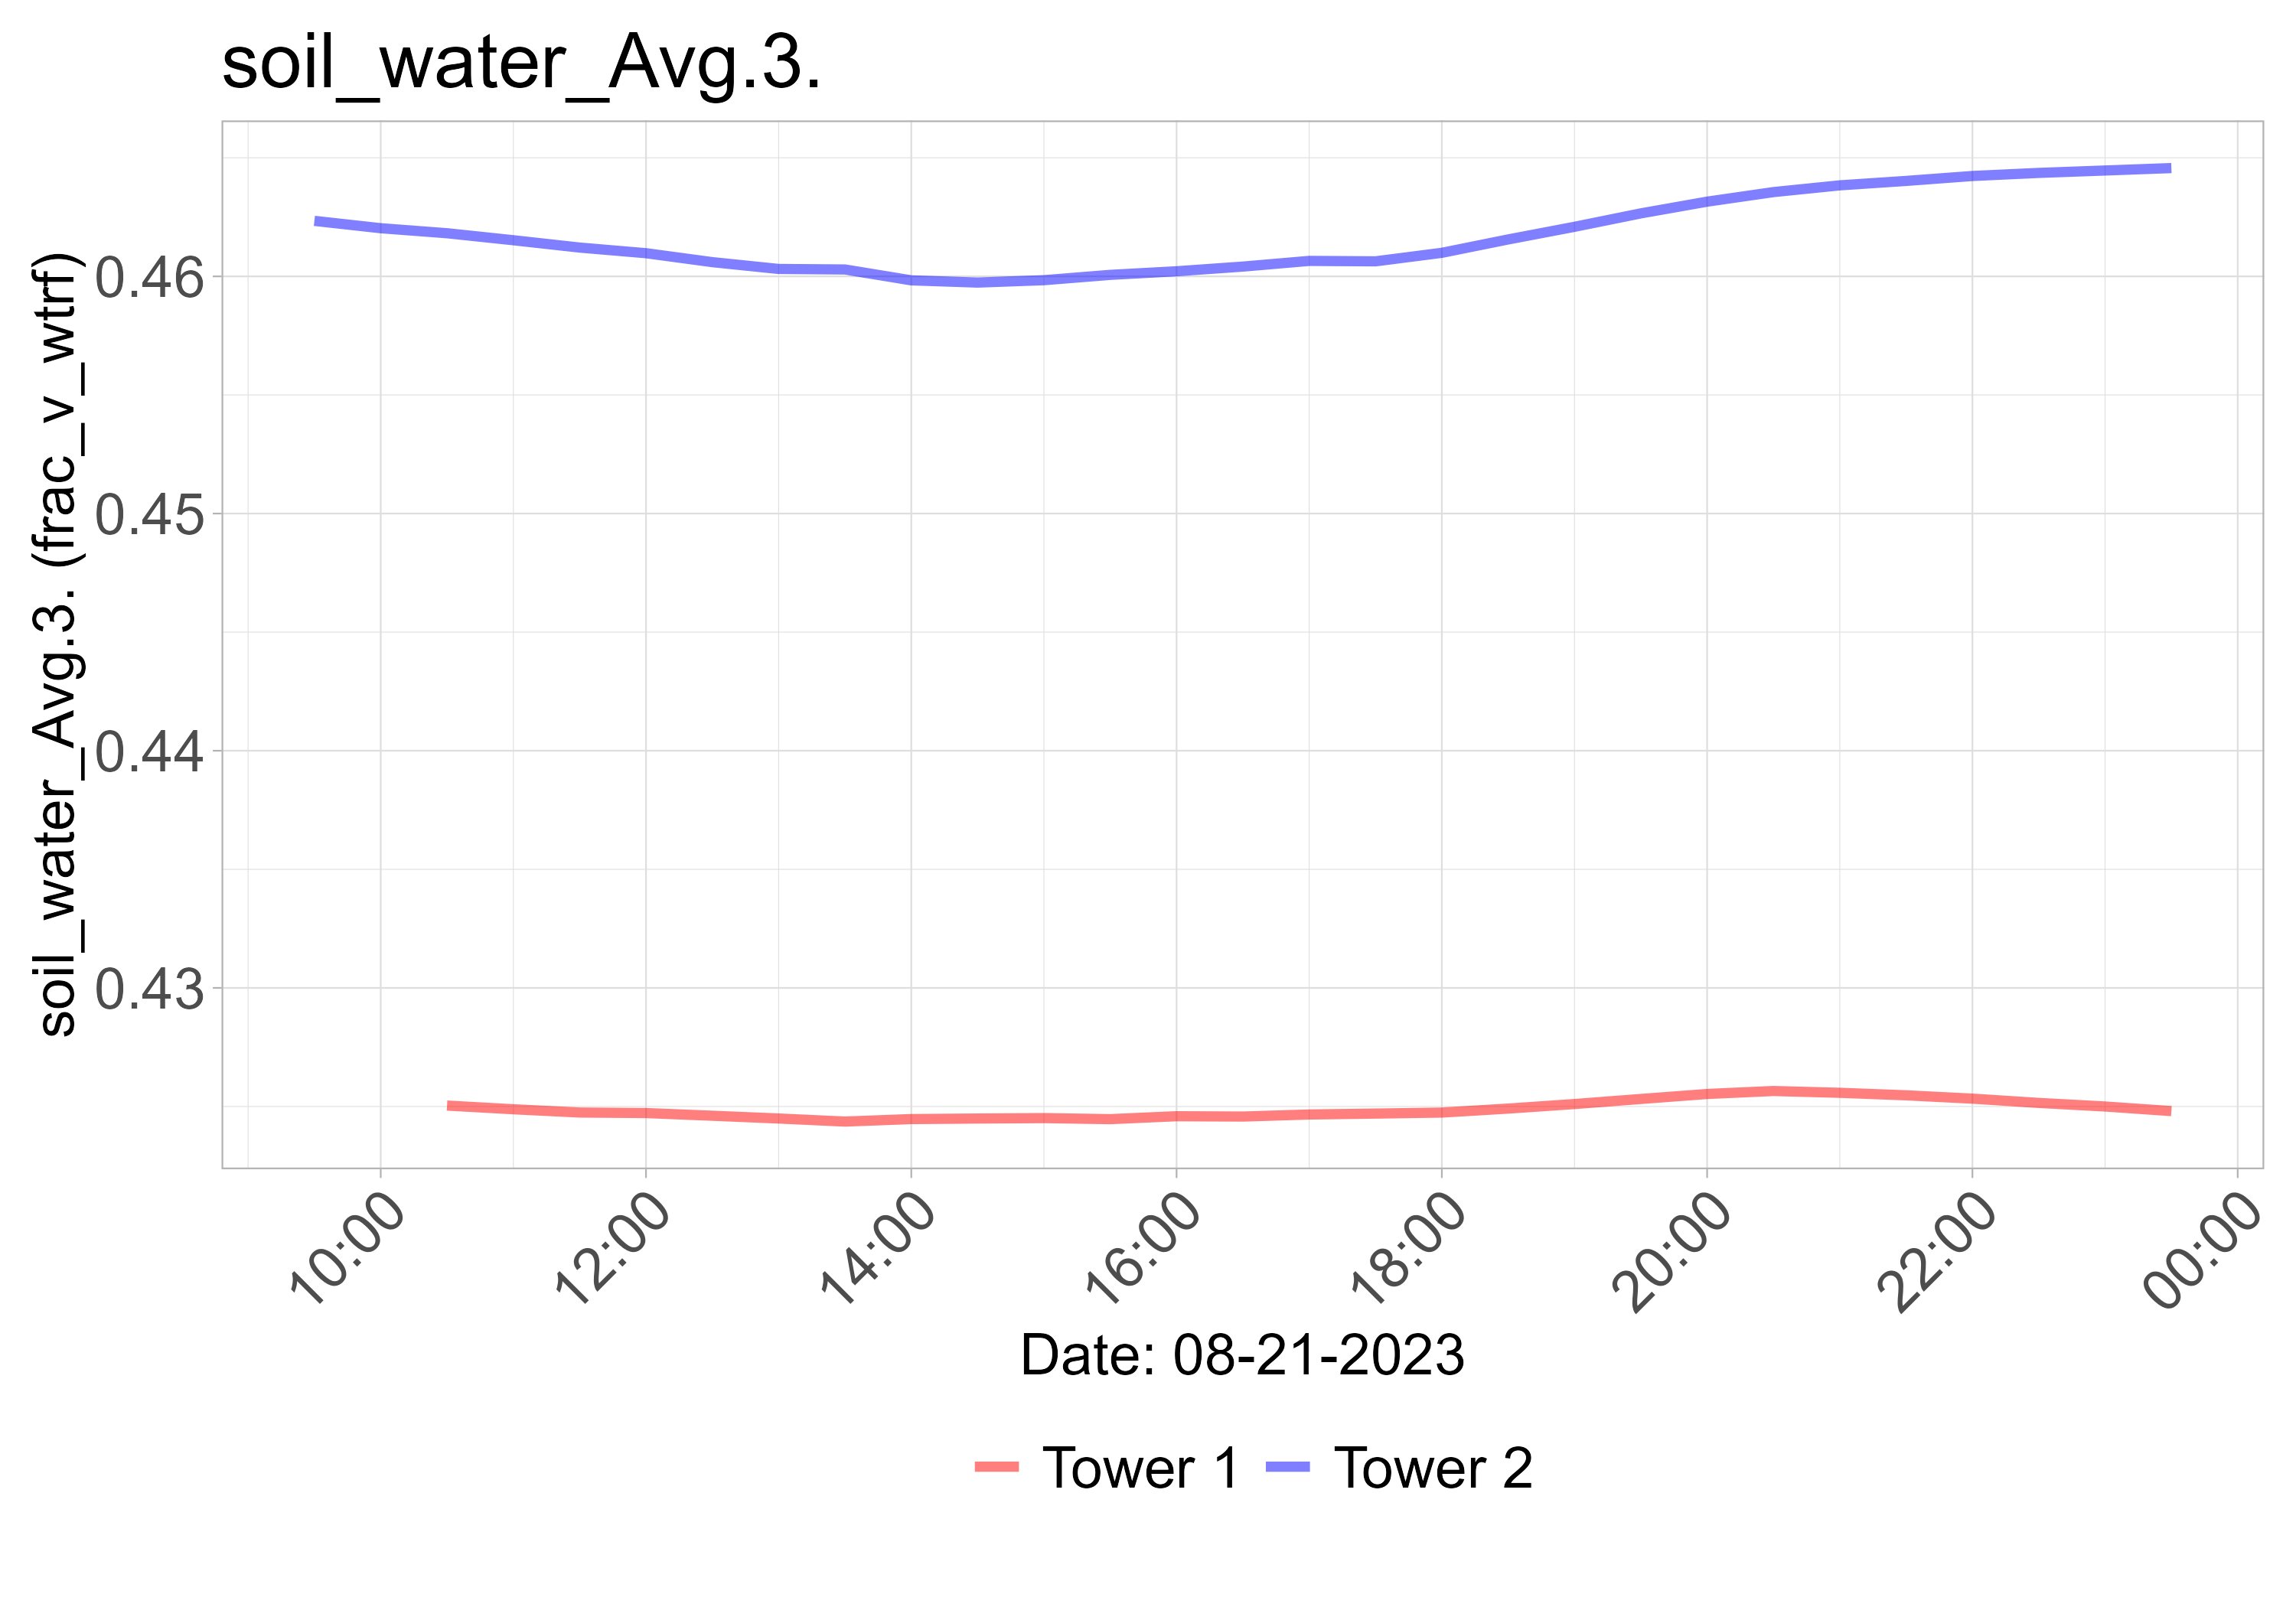 soil_water_Avg.3.
soil_water_Avg.3. (frac_v_wtrf)
0.46
0.45
0.44
0.43
10:00
12:00
14:00
16:00
18:00
20:00
22:00
00:00
Date: 08-21-2023
Tower 1
Tower 2